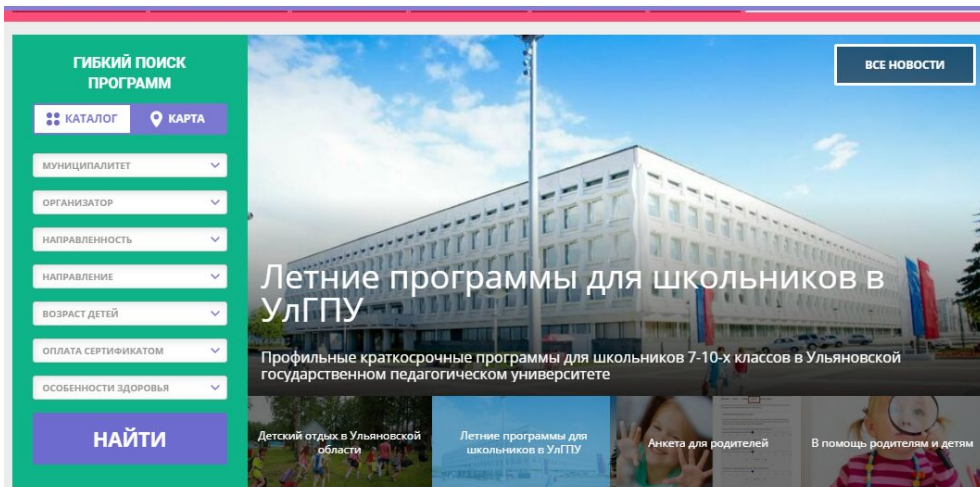 ГИБКИЙ ПОИСК
ПРОГРАММ
КАТАЛОГ
КАРТА
МУНИЦИПАЛИТЕТ
ОРГАНИЗАТОР
НАПРАВЛЕННОСТЬ
НАПРАВЛЕНИЕ
ВОЗРАСТ ДЕТЕЙ
ОПЛАТА СЕРТИФИКАТОМ
ОСОБЕННОСТИ ЗДОРОВЬЯ
НАЙТИ
ВСЕ НОВОСТИ
Летние программы для школьников в
УлГПУ
Профильные краткосрочные программы для школьников 7-10-х классов в Ульяновской
государственном педагогическом университете
Детский отдых в Ульяновской
области
Летние программы для
школьников в УлГПУ
Анкета для родителей
В помощь родителям и детям